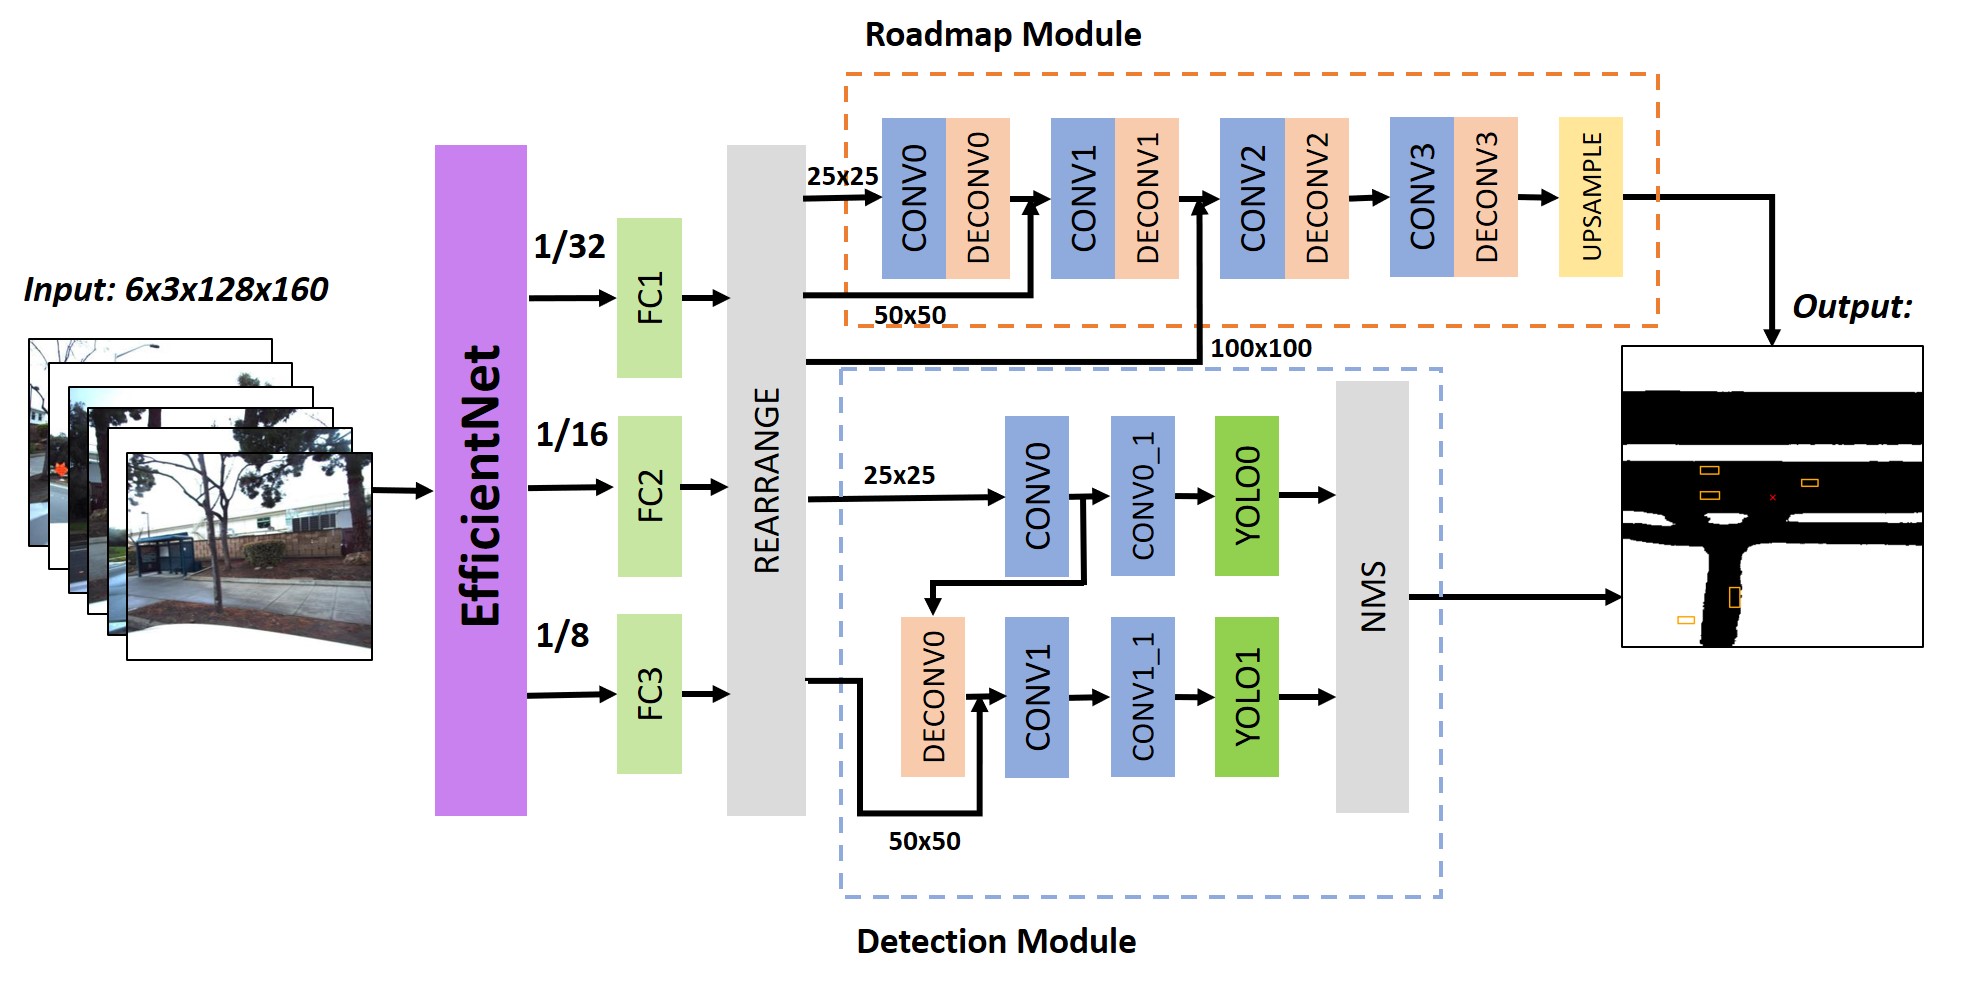 Roadmap Module
CONV0
DECONV0
CONV1
DECONV1
CONV2
DECONV2
CONV3
DECONV3
UPSAMPLE
25x25
50x50
100x100
Input: 6x3x128x160
EfficientNet
1/32
FC1
1/16
FC2
1/8
FC3
REARRANGE
25x25
CONV0
CONV0_1
YOLO0
DECONV0
CONV1
CONV1_1
YOLO1
50x50
NMS
Output:
Detection Module